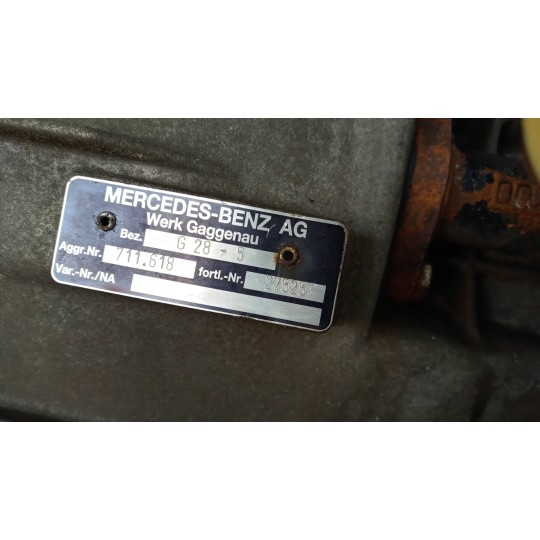 MERCEDES-BENZ AG
Werk Gaggenau
Bez. G 28 - 5
Aggr.Nr. 711.618 fortl.-Nr.
Var.-Nr./NA